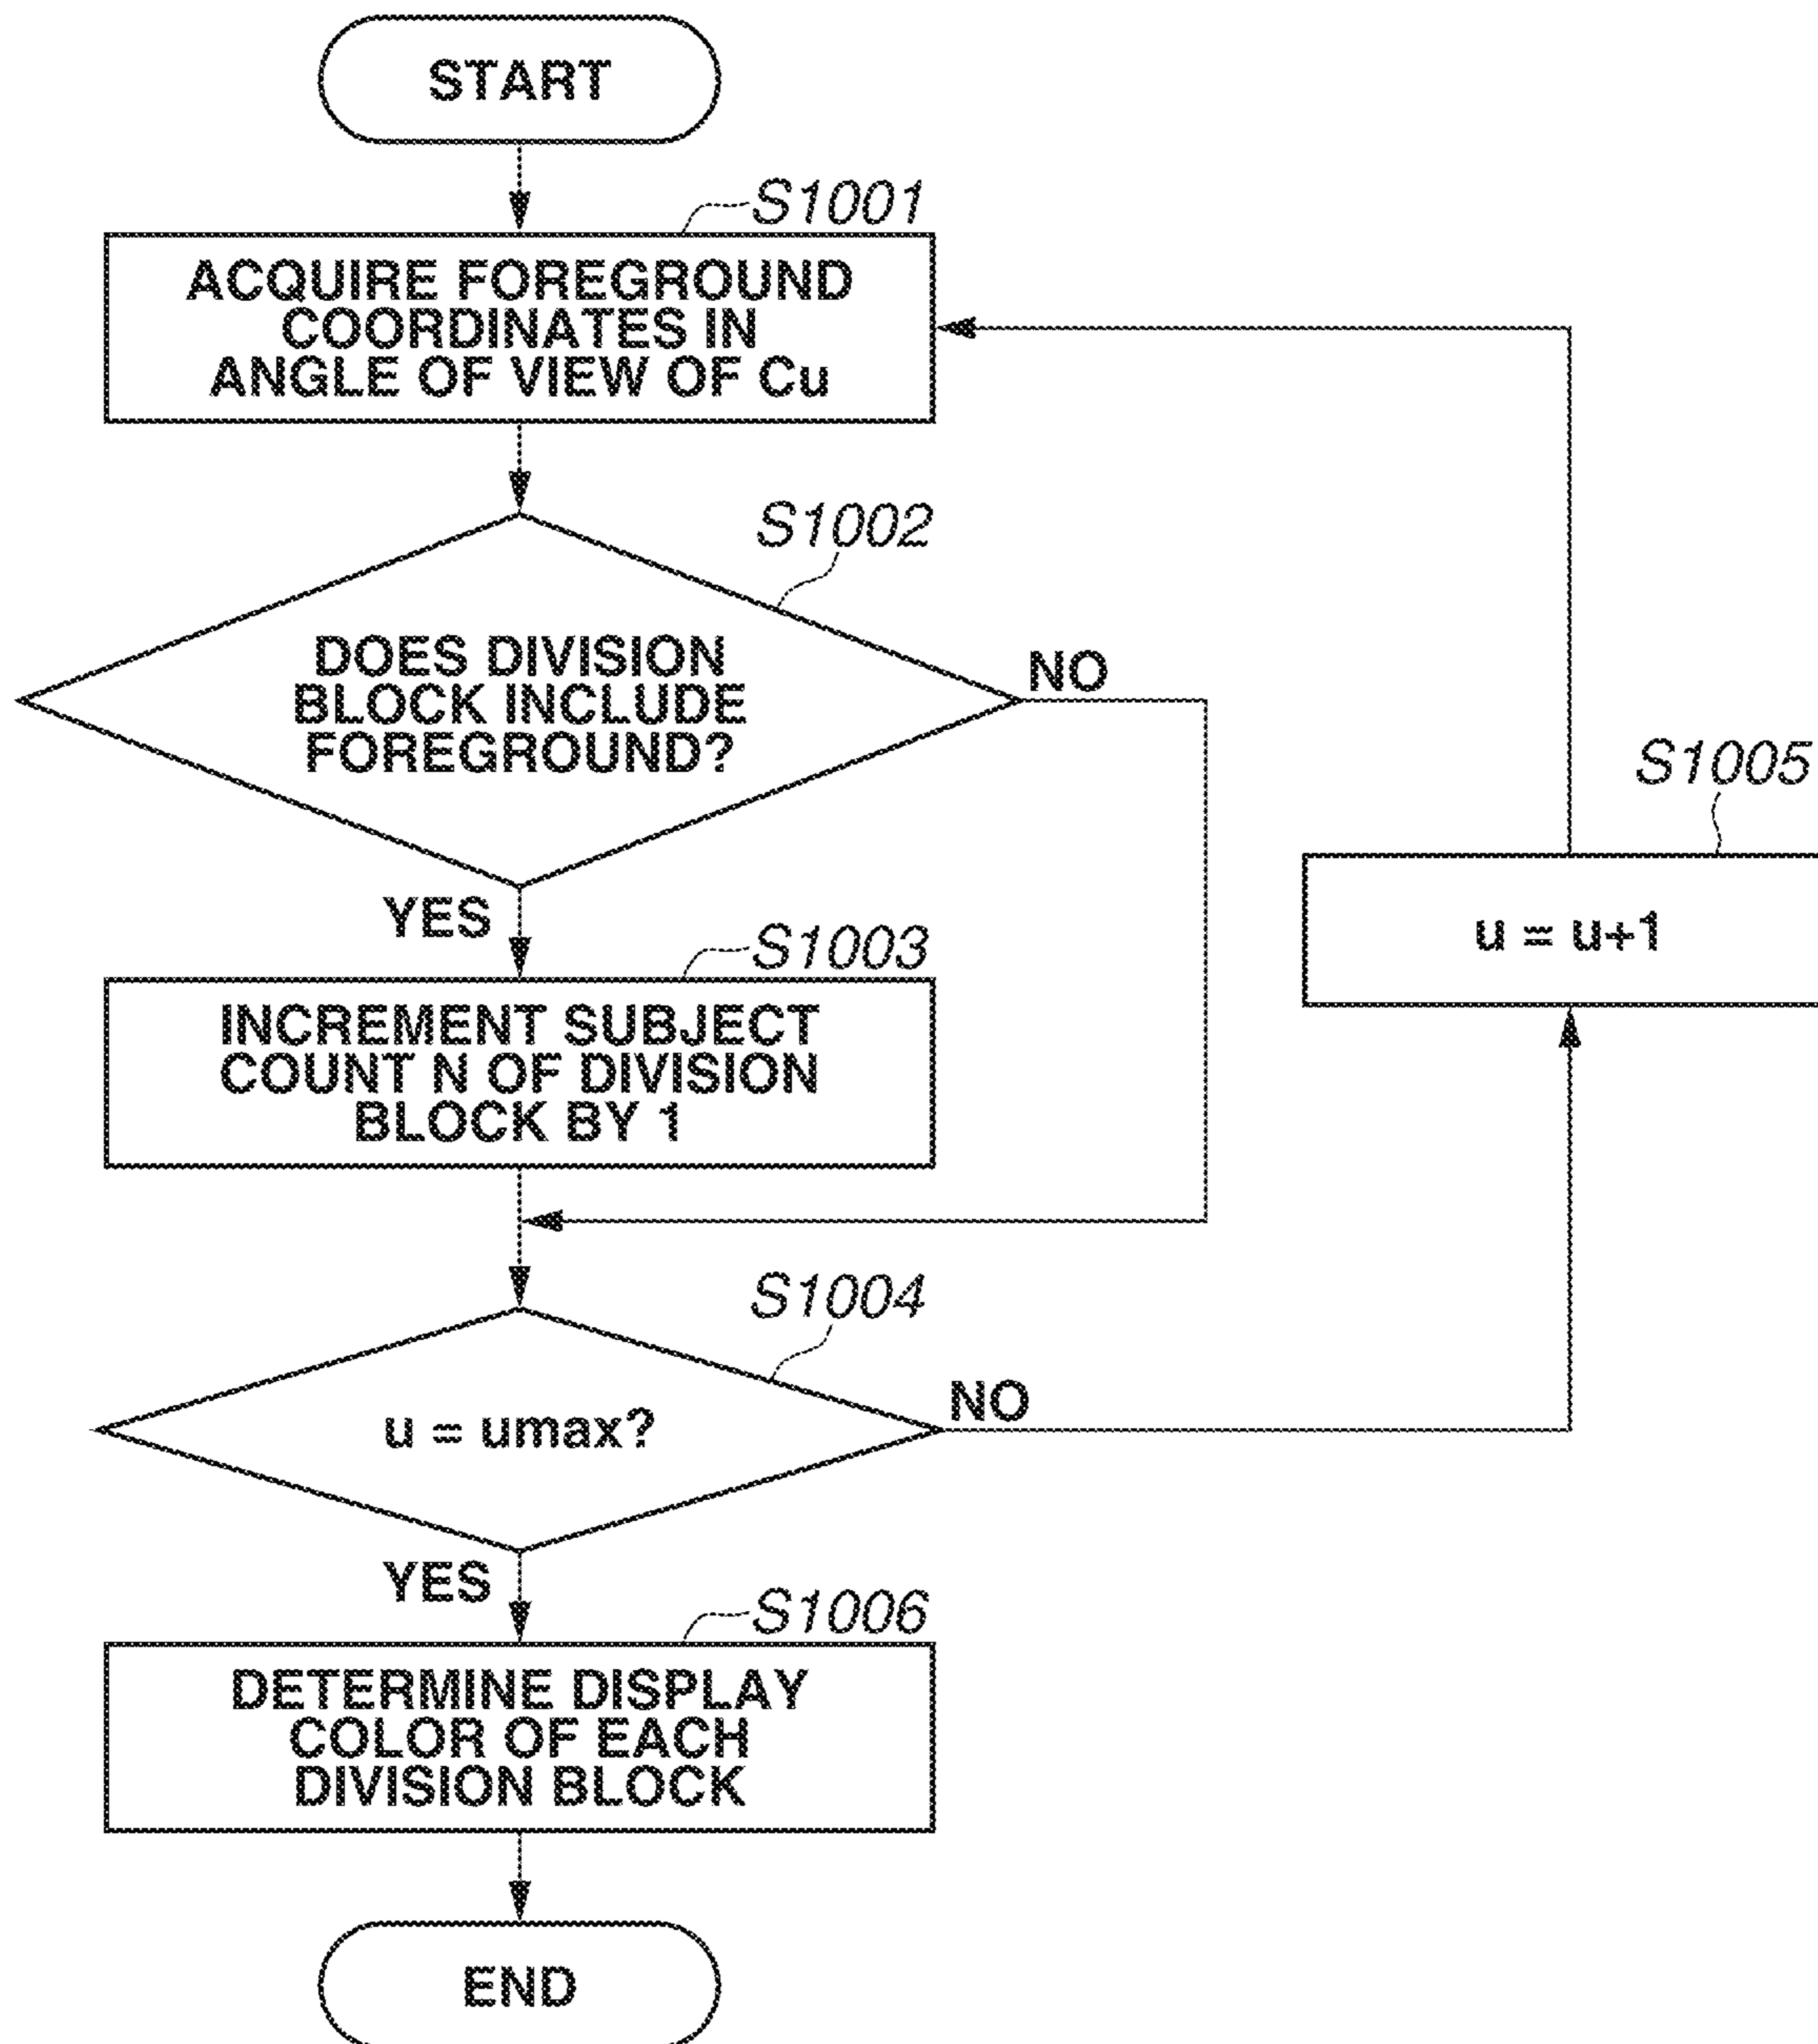 START
S1001
ACQUIRE FOREGROUND
COORDINATES IN
ANGLE OF VIEW OF Cu
S1002
DOES DIVISION
BLOCK INCLUDE
FOREGROUND?
NO
YES
S1005
u = u+1
S1003
INCREMENT SUBJECT
COUNT N OF DIVISION
BLOCK BY 1
S1004
u = umax?
NO
YES
S1006
DETERMINE DISPLAY
COLOR OF EACH
DIVISION BLOCK
END